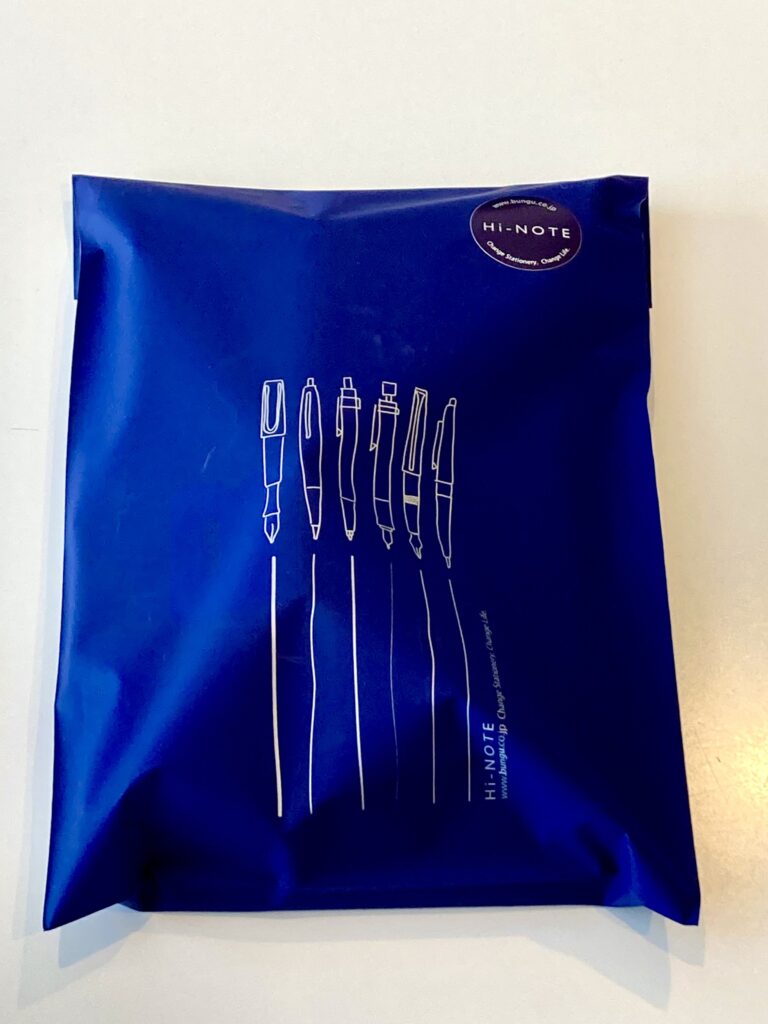 www.bungu.co.jp
Hi-NOTE
Change Stationery, Change Life.
Hi-NOTE
www.bungu.co.jp Change Stationery, Change Life.